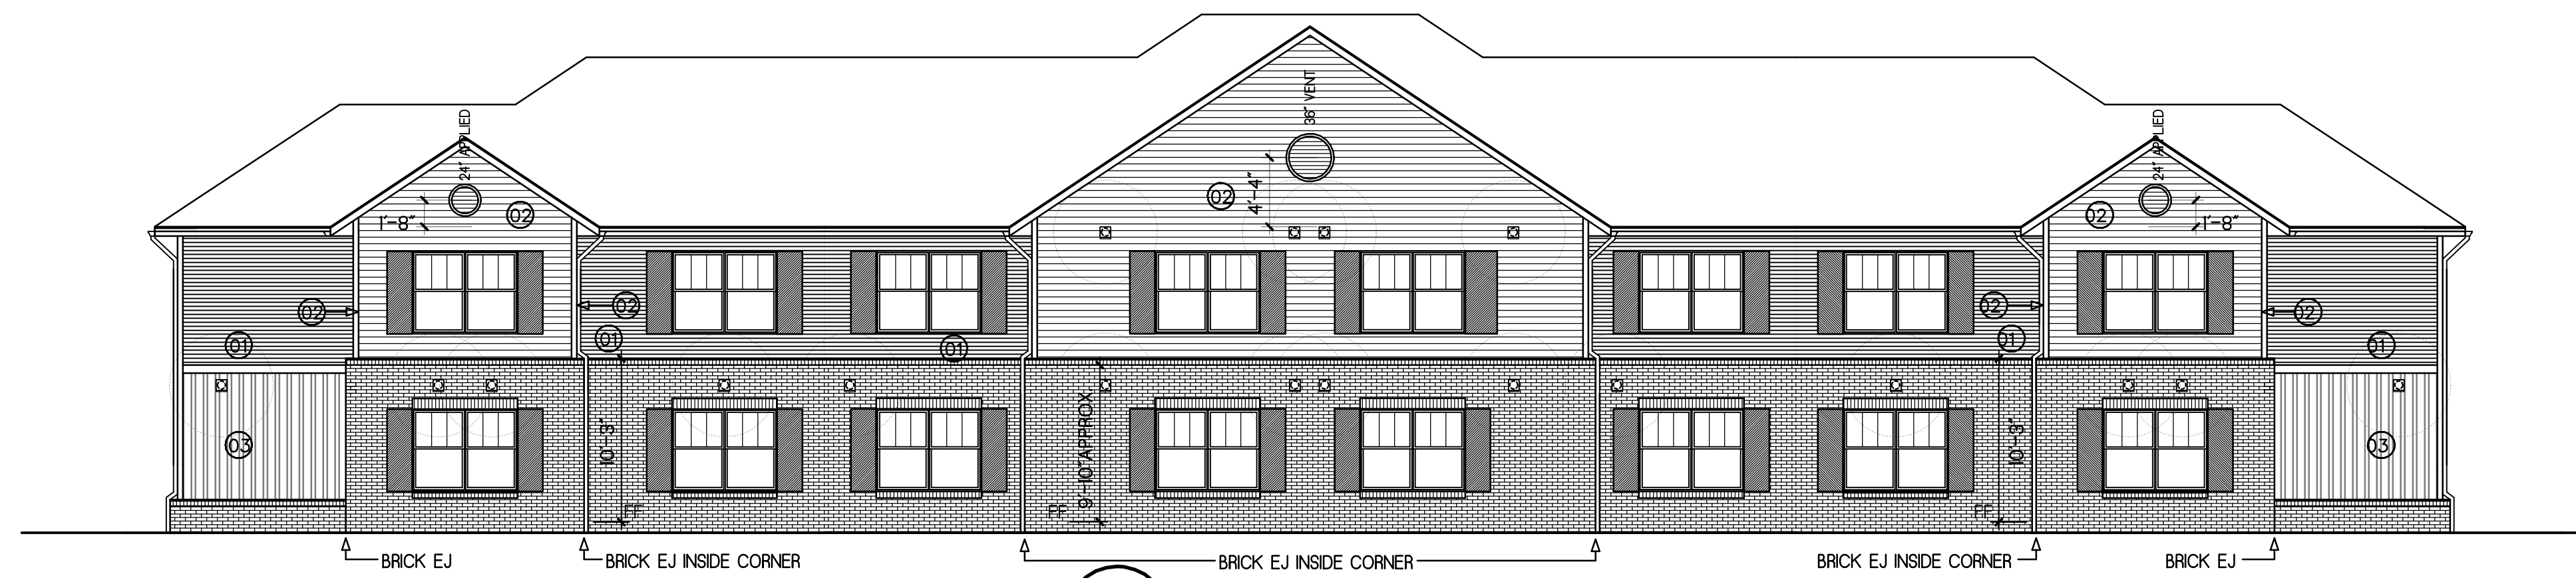 24" APPLIED
36" VENT
24" APPLIED
1'-8"
02
02
4'-4"
02
1'-8"
02
02
02
02
01
01
01
01
01
03
10'-3"
9'-10" APPROX.
10'-3"
03
FF
FF
FF
BRICK EJ
BRICK EJ INSIDE CORNER
BRICK EJ INSIDE CORNER
BRICK EJ INSIDE CORNER
BRICK EJ